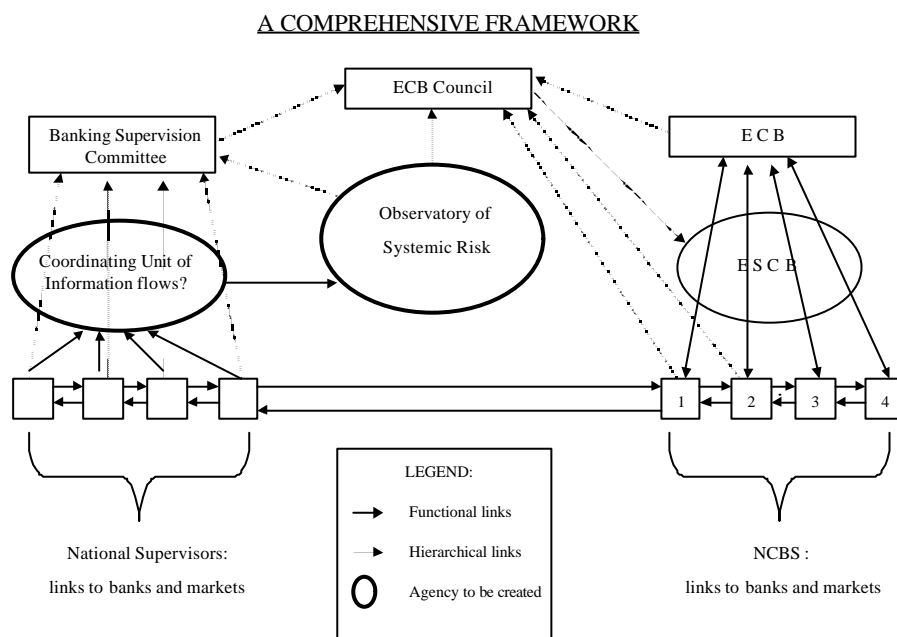 A COMPREHENSIVE FRAMEWORK
ECB Council
Banking Supervision
Committee
E C B
Observatory of
Systemic Risk
Coordinating Unit of
Information flows?
E S C B
1
2
3
4
LEGEND:
Functional links
Hierarchical links
Agency to be created
National Supervisors:
links to banks and markets
NCBS :
links to banks and markets